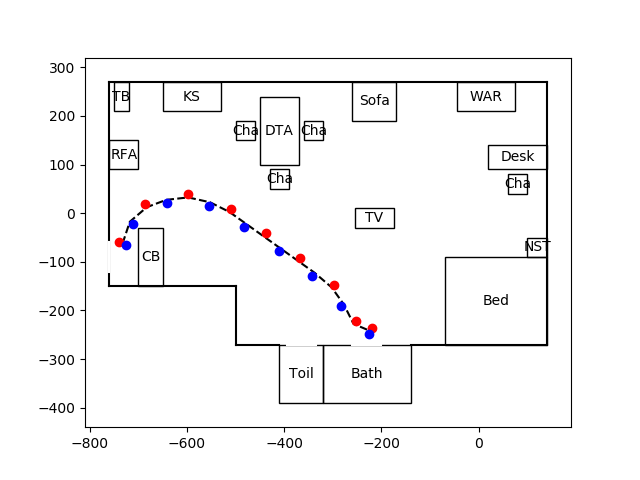 300
200
100
0
−100
−200
−300
−400
TB
KS
Sofa
WAR
Cha
DTA
Cha
RFA
Desk
Cha
Cha
TV
CB
NST
Bed
Toil
Bath
−800
−600
−400
−200
0